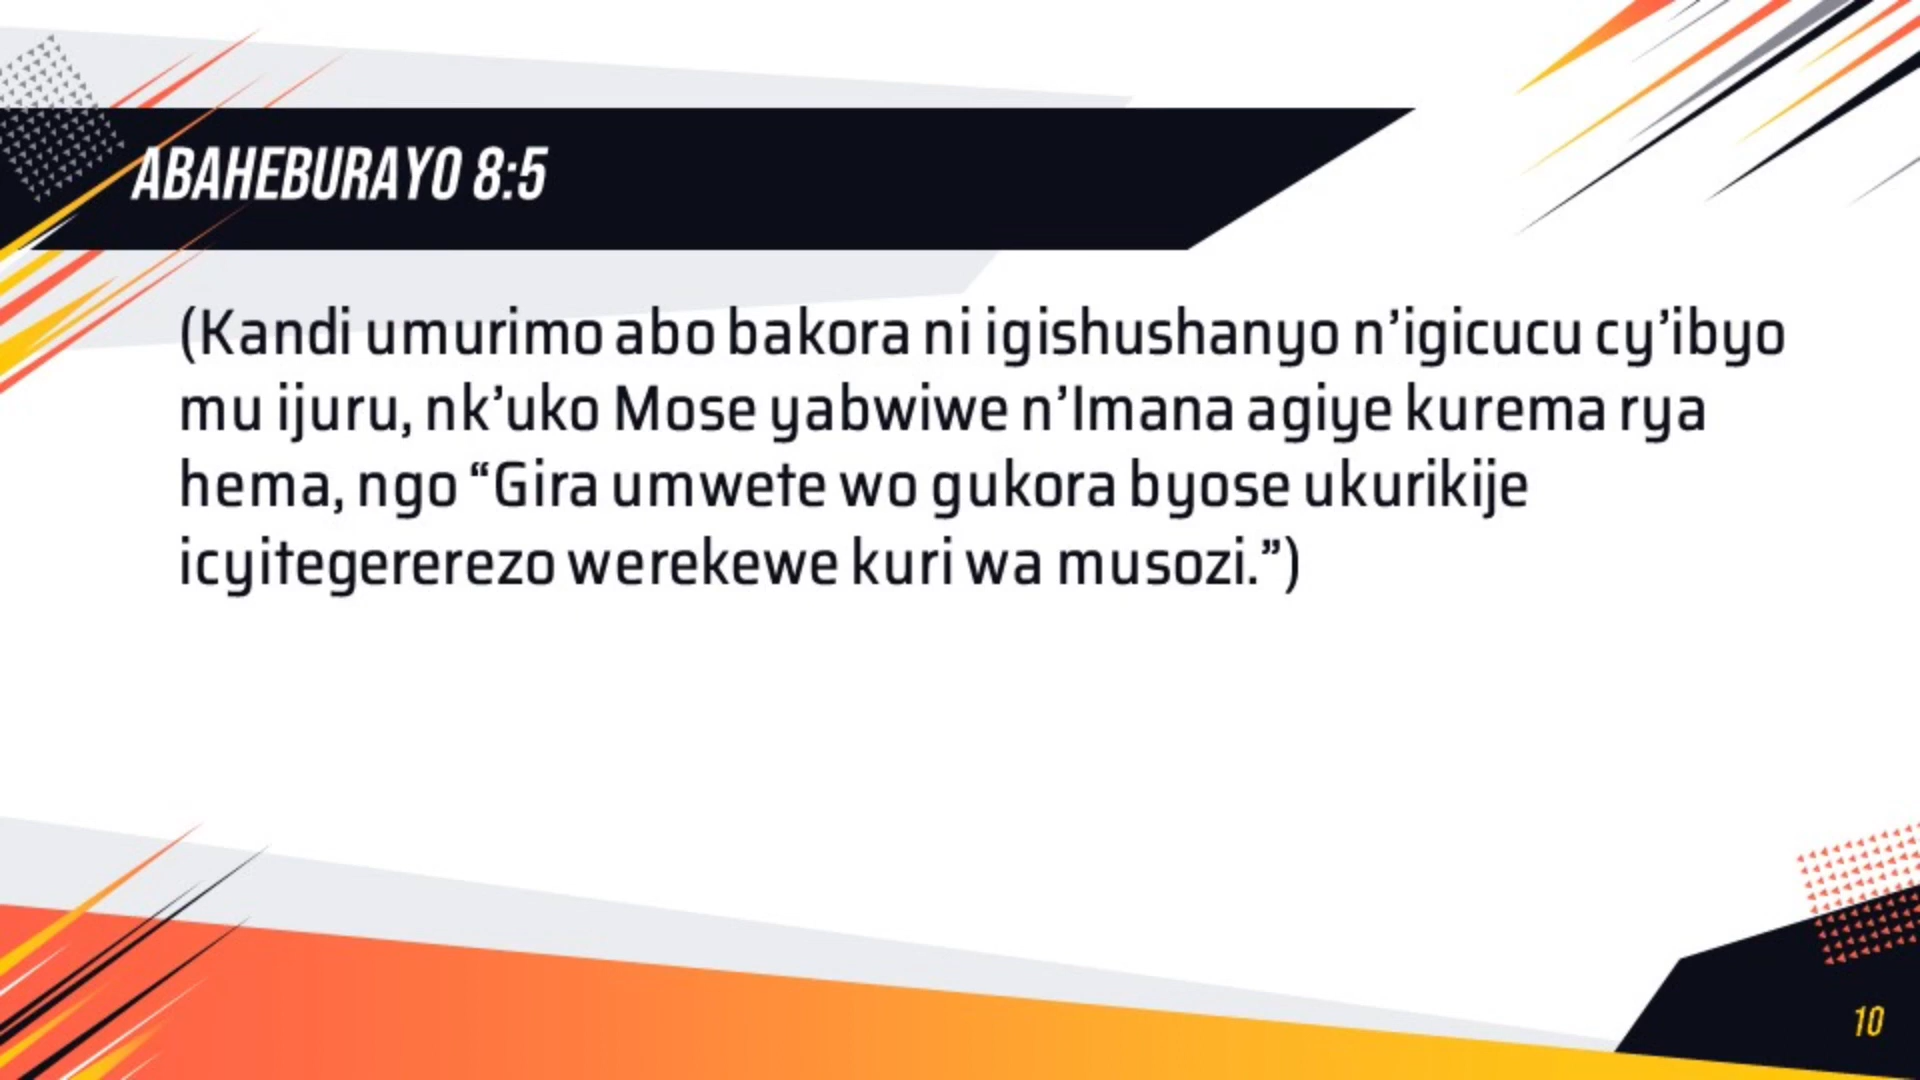 ABAHEBURAYO 8:5
(Kandi umurimo abo bakora ni igishushanyo n’igicucu cy’ibyo
mu ijuru, nk’uko Mose yabwiwe n’Imana agiye kurema rya
hema, ngo “Gira umwete wo gukora byose ukurikije
icyitegererezo werekewe kuri wa musozi.”)
10